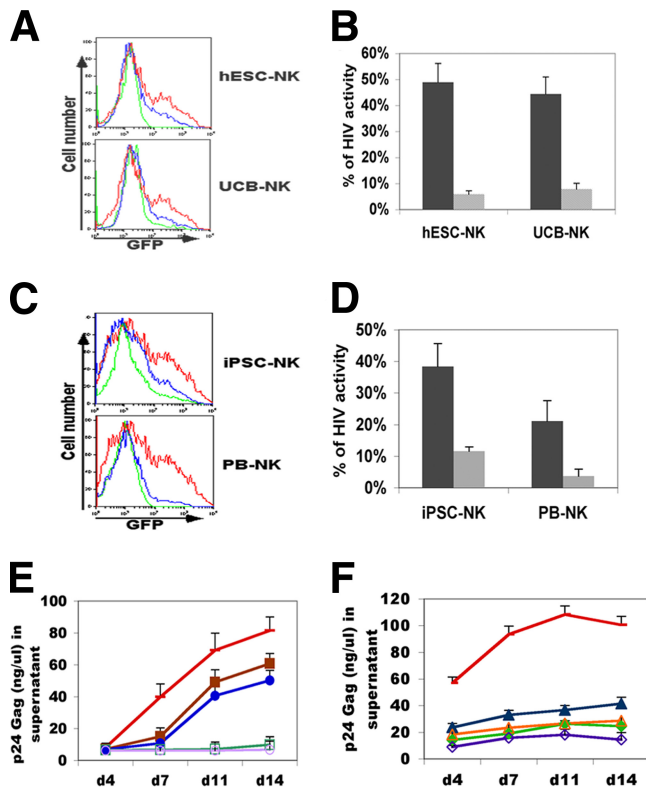 A
B
hESC-NK
UCB-NK
Cell number
GFP
% of HIV activity
60%
50%
40%
30%
20%
10%
0%
hESC-NK
UCB-NK
C
D
iPSC-NK
PB-NK
Cell number
GFP
% of HIV activity
50%
40%
30%
20%
10%
0%
iPSC-NK
PB-NK
E
F
p24 Gag (ng/ul) in
supernatant
100
80
60
40
20
0
d4 d7 d11 d14
p24 Gag (ng/ul) in
supernatant
120
100
80
60
40
20
0
d4 d7 d11 d14